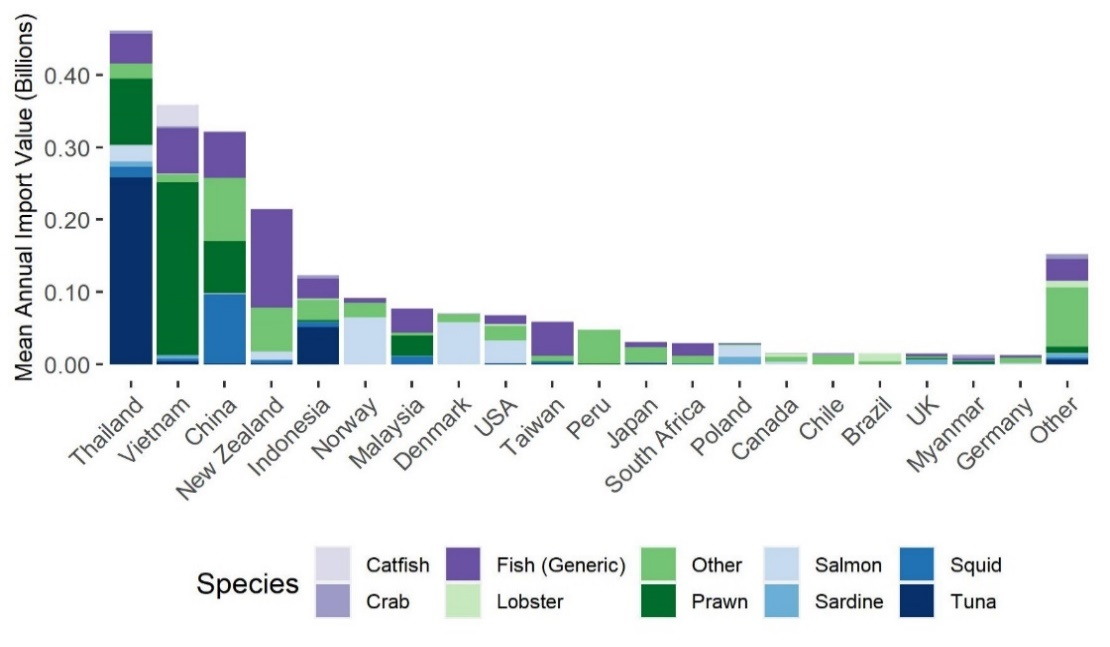 Mean Annual Import Value (Billions)
0.40
0.30
0.20
0.10
0.00
Thailand
Vietnam
China
New Zealand
Indonesia
Norway
Malaysia
Denmark
USA
Taiwan
Peru
Japan
South Africa
Poland
Canada
Chile
Brazil
UK
Myanmar
Germany
Other
Species
Catfish Fish (Generic) Other Salmon Squid
Crab Lobster Prawn Sardine Tuna